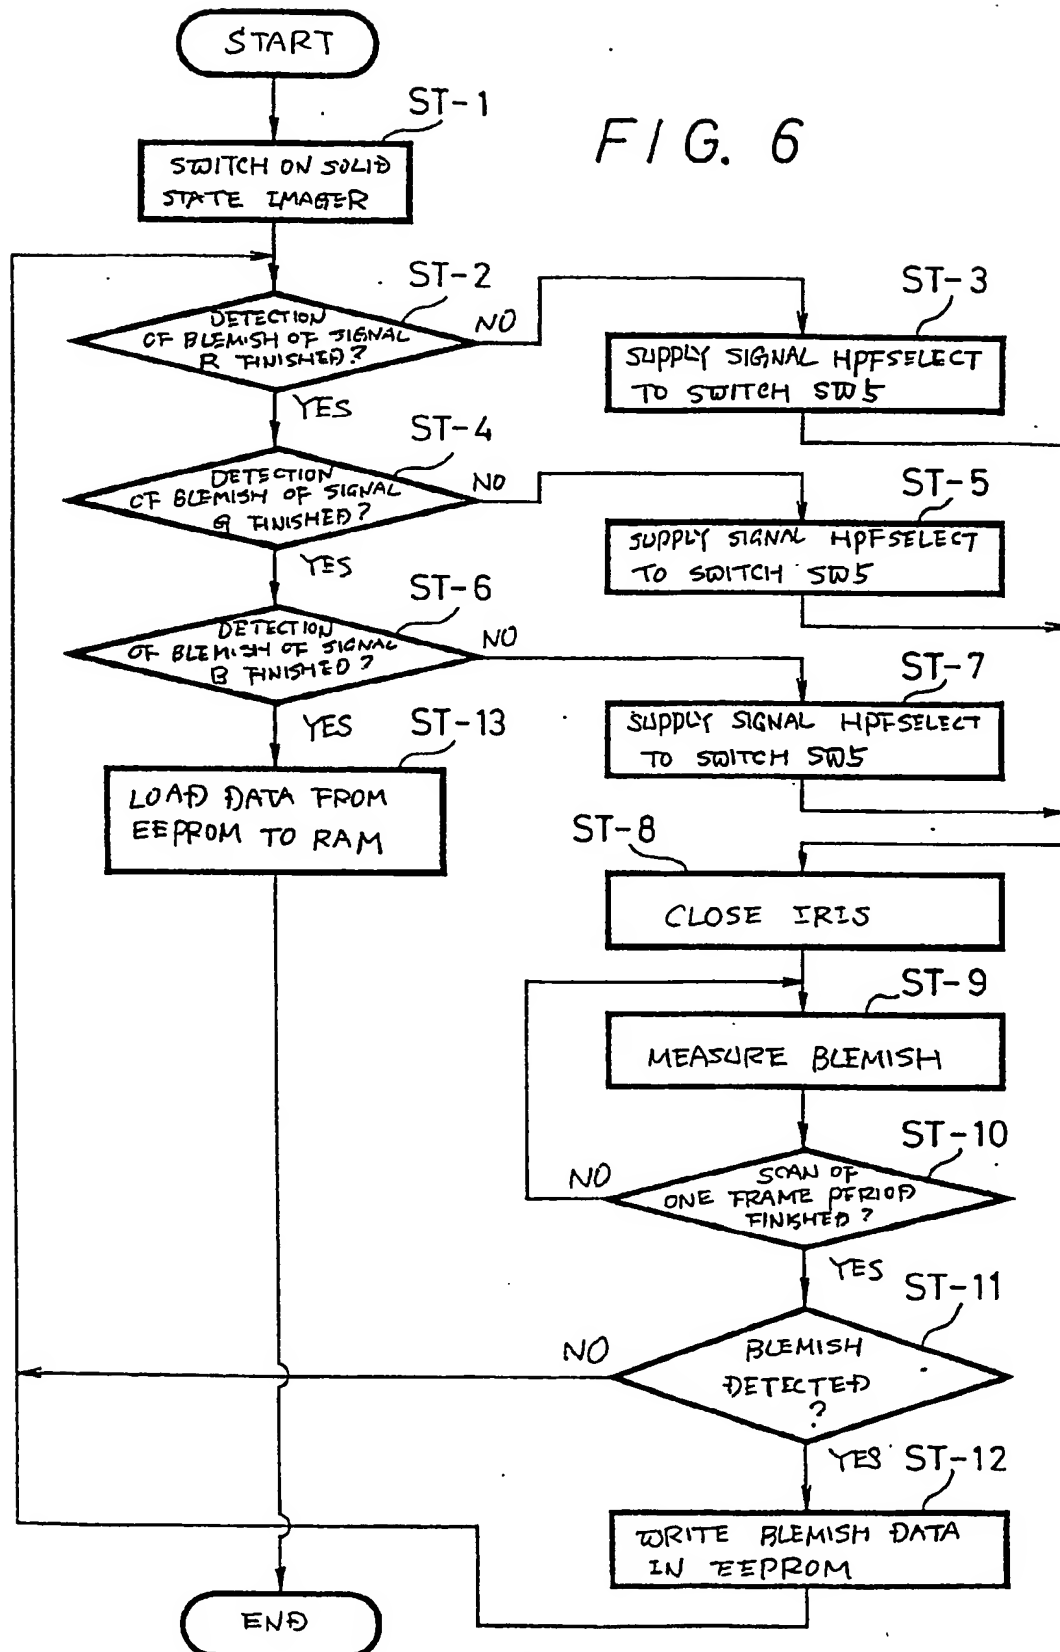 START
ST-1
FIG. 6
SWITCH ON SOLID
STATE IMAGER
ST-2
DETECTION
OF BLEMISH OF SIGNAL
R FINISHED?
NO
YES
ST-3
SUPPLY SIGNAL HPFSELECT
TO SWITCH SW5
ST-4
DETECTION
OF BLEMISH OF SIGNAL
G FINISHED?
NO
YES
ST-5
SUPPLY SIGNAL HPFSELECT
TO SWITCH SW5
ST-6
DETECTION
OF BLEMISH OF SIGNAL
B FINISHED?
NO
YES
ST-7
SUPPLY SIGNAL HPFSELECT
TO SWITCH SW5
ST-13
LOAD DATA FROM
EEPROM TO RAM
ST-8
CLOSE IRIS
ST-9
MEASURE BLEMISH
ST-10
SCAN OF
ONE FRAME PERIOD
FINISHED?
NO
YES
ST-11
BLEMISH
DETECTED
?
NO
YES
ST-12
WRITE BLEMISH DATA
IN EEPROM
END